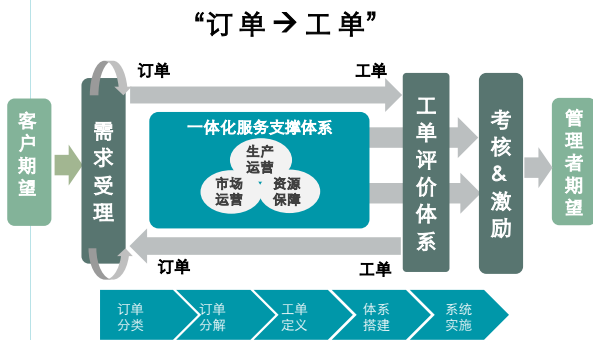 “订单→工单”
订单
工单
客户期望
需求受理
一体化服务支撑体系
生产
运营
市场
运营
资源
保障
工单评价体系
考核&激励
管理者期望
订单
工单
订单
分类
订单
分解
工单
定义
体系
搭建
系统
实施